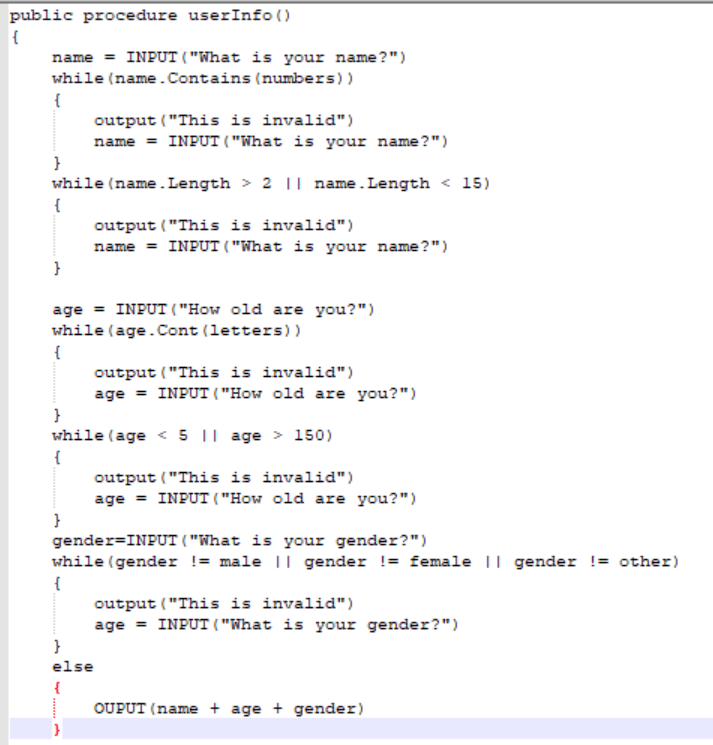 public procedure userInfo()
{
    name = INPUT("What is your name?")
    while(name.Contains(numbers))
    {
        output("This is invalid")
        name = INPUT("What is your name?")
    }
    while(name.Length > 2 || name.Length < 15)
    {
        output("This is invalid")
        name = INPUT("What is your name?")
    }

    age = INPUT("How old are you?")
    while(age.Cont(letters))
    {
        output("This is invalid")
        age = INPUT("How old are you?")
    }
    while(age < 5 || age > 150)
    {
        output("This is invalid")
        age = INPUT("How old are you?")
    }
    gender=INPUT("What is your gender?")
    while(gender != male || gender != female || gender != other)
    {
        output("This is invalid")
        age = INPUT("What is your gender?")
    }
    else
    {
        OUPUT(name + age + gender)
    }